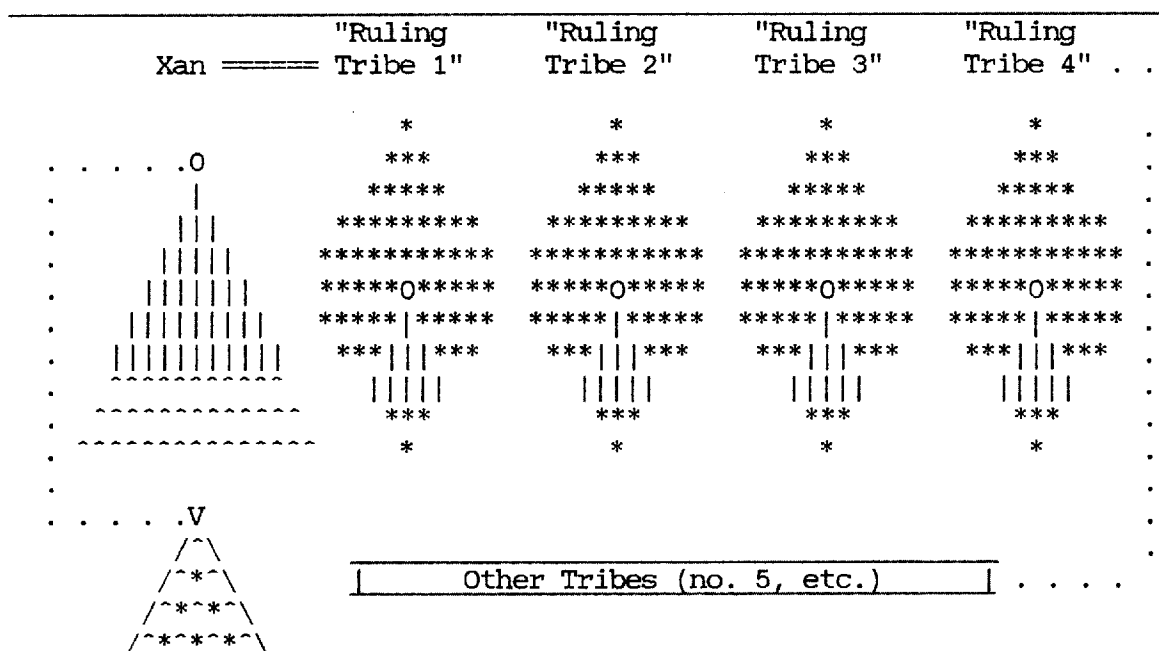 "Ruling "Ruling "Ruling "Ruling
Xan ====== Tribe 1" Tribe 2" Tribe 3" Tribe 4" . .
Other Tribes (no. 5, etc.) . . . .